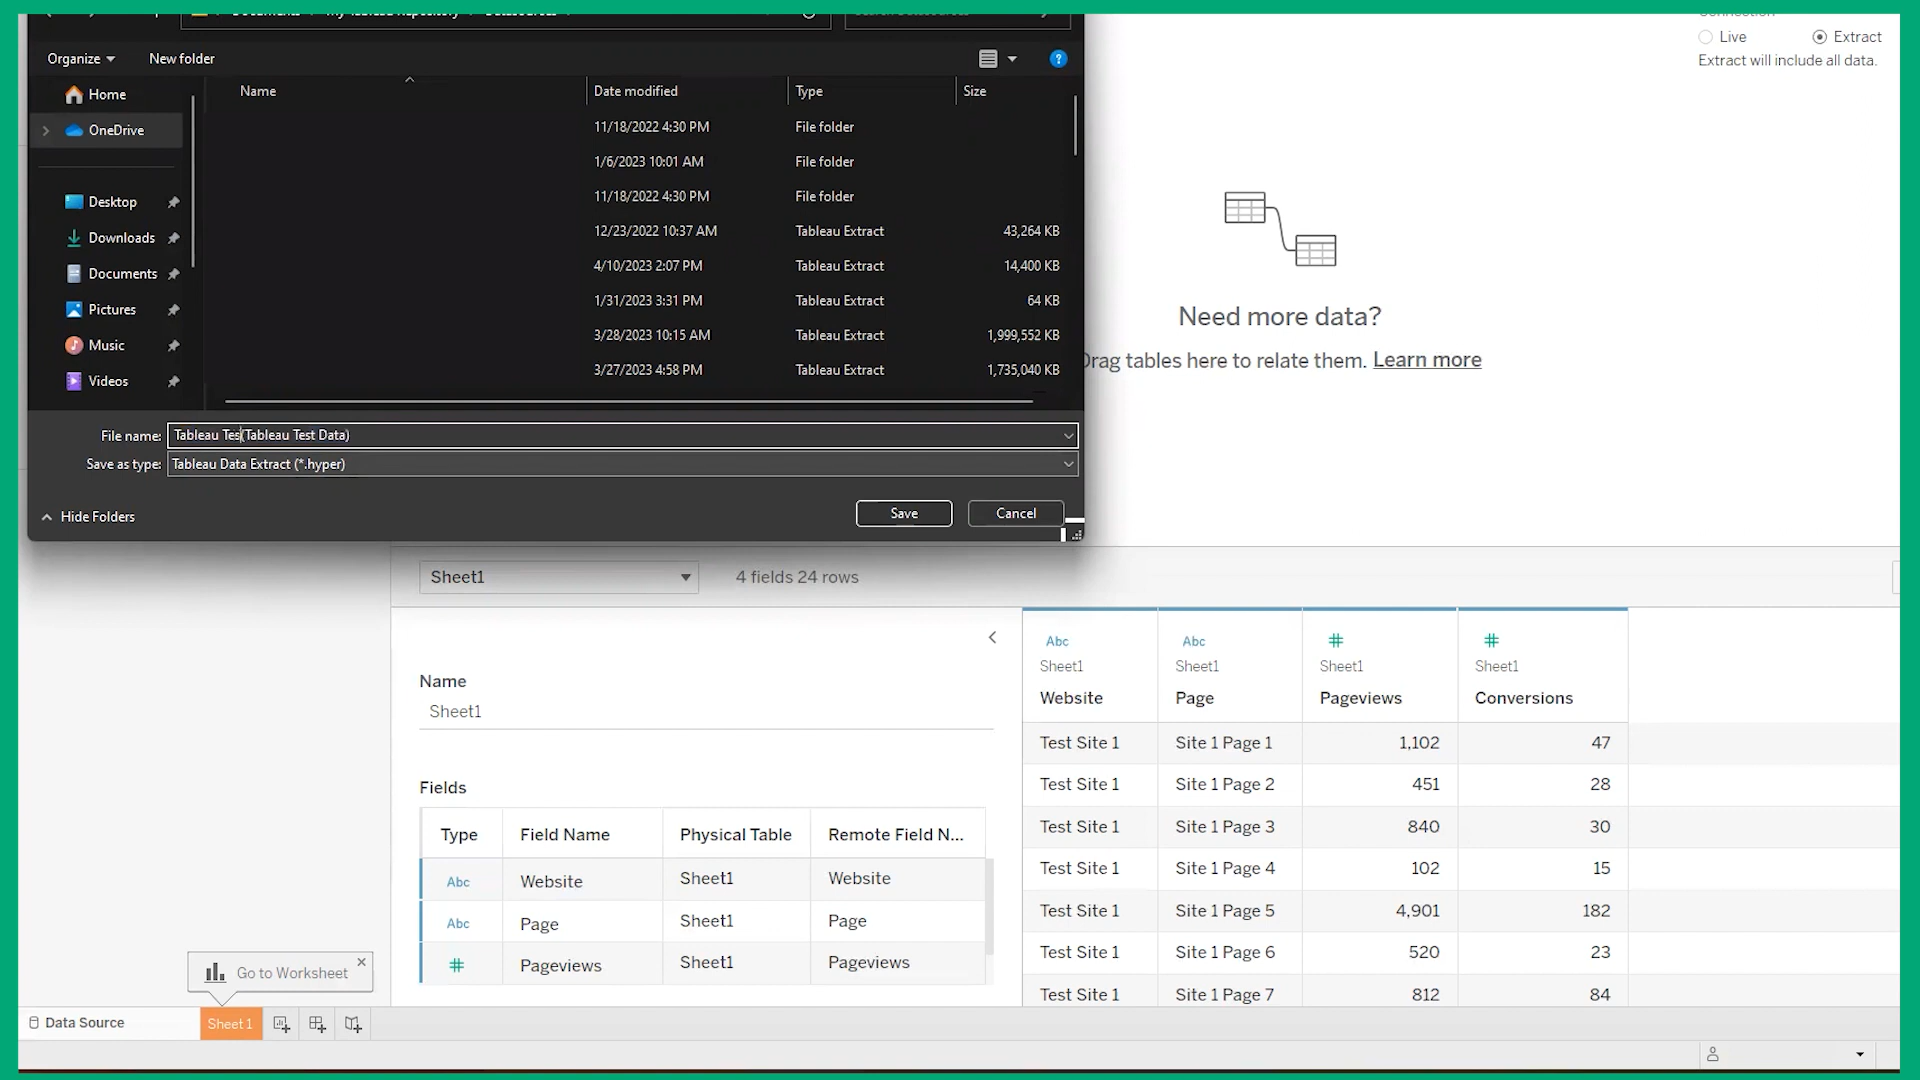 Documents
My Tableau Repository
Datasources
Search Datasources
Connection
Live
Extract
Extract will include all data.
Organize
New folder
Name
Date modified
Type
Size
Home
OneDrive
Desktop
Downloads
Documents
Pictures
Music
Videos
11/18/2022 4:30 PM File folder
1/6/2023 10:01 AM File folder
11/18/2022 4:30 PM File folder
12/23/2022 10:37 AM Tableau Extract 43,264 KB
4/10/2023 2:07 PM Tableau Extract 14,400 KB
1/31/2023 3:31 PM Tableau Extract 64 KB
3/28/2023 10:15 AM Tableau Extract 1,999,552 KB
3/27/2023 4:58 PM Tableau Extract 1,735,040 KB
File name: Tableau Tes(Tableau Test Data)
Save as type: Tableau Data Extract (*.hyper)
Hide Folders
Save
Cancel
Need more data?
Drag tables here to relate them. Learn more
Sheet1
4 fields 24 rows
Name
Sheet1
Fields
Type Field Name Physical Table Remote Field N...
Abc Website Sheet1 Website
Abc Page Sheet1 Page
# Pageviews Sheet1 Pageviews
Abc Abc # #
Sheet1 Sheet1 Sheet1 Sheet1
Website Page Pageviews Conversions
Test Site 1 Site 1 Page 1 1,102 47
Test Site 1 Site 1 Page 2 451 28
Test Site 1 Site 1 Page 3 840 30
Test Site 1 Site 1 Page 4 102 15
Test Site 1 Site 1 Page 5 4,901 182
Test Site 1 Site 1 Page 6 520 23
Test Site 1 Site 1 Page 7 812 84
Go to Worksheet
Data Source
Sheet 1